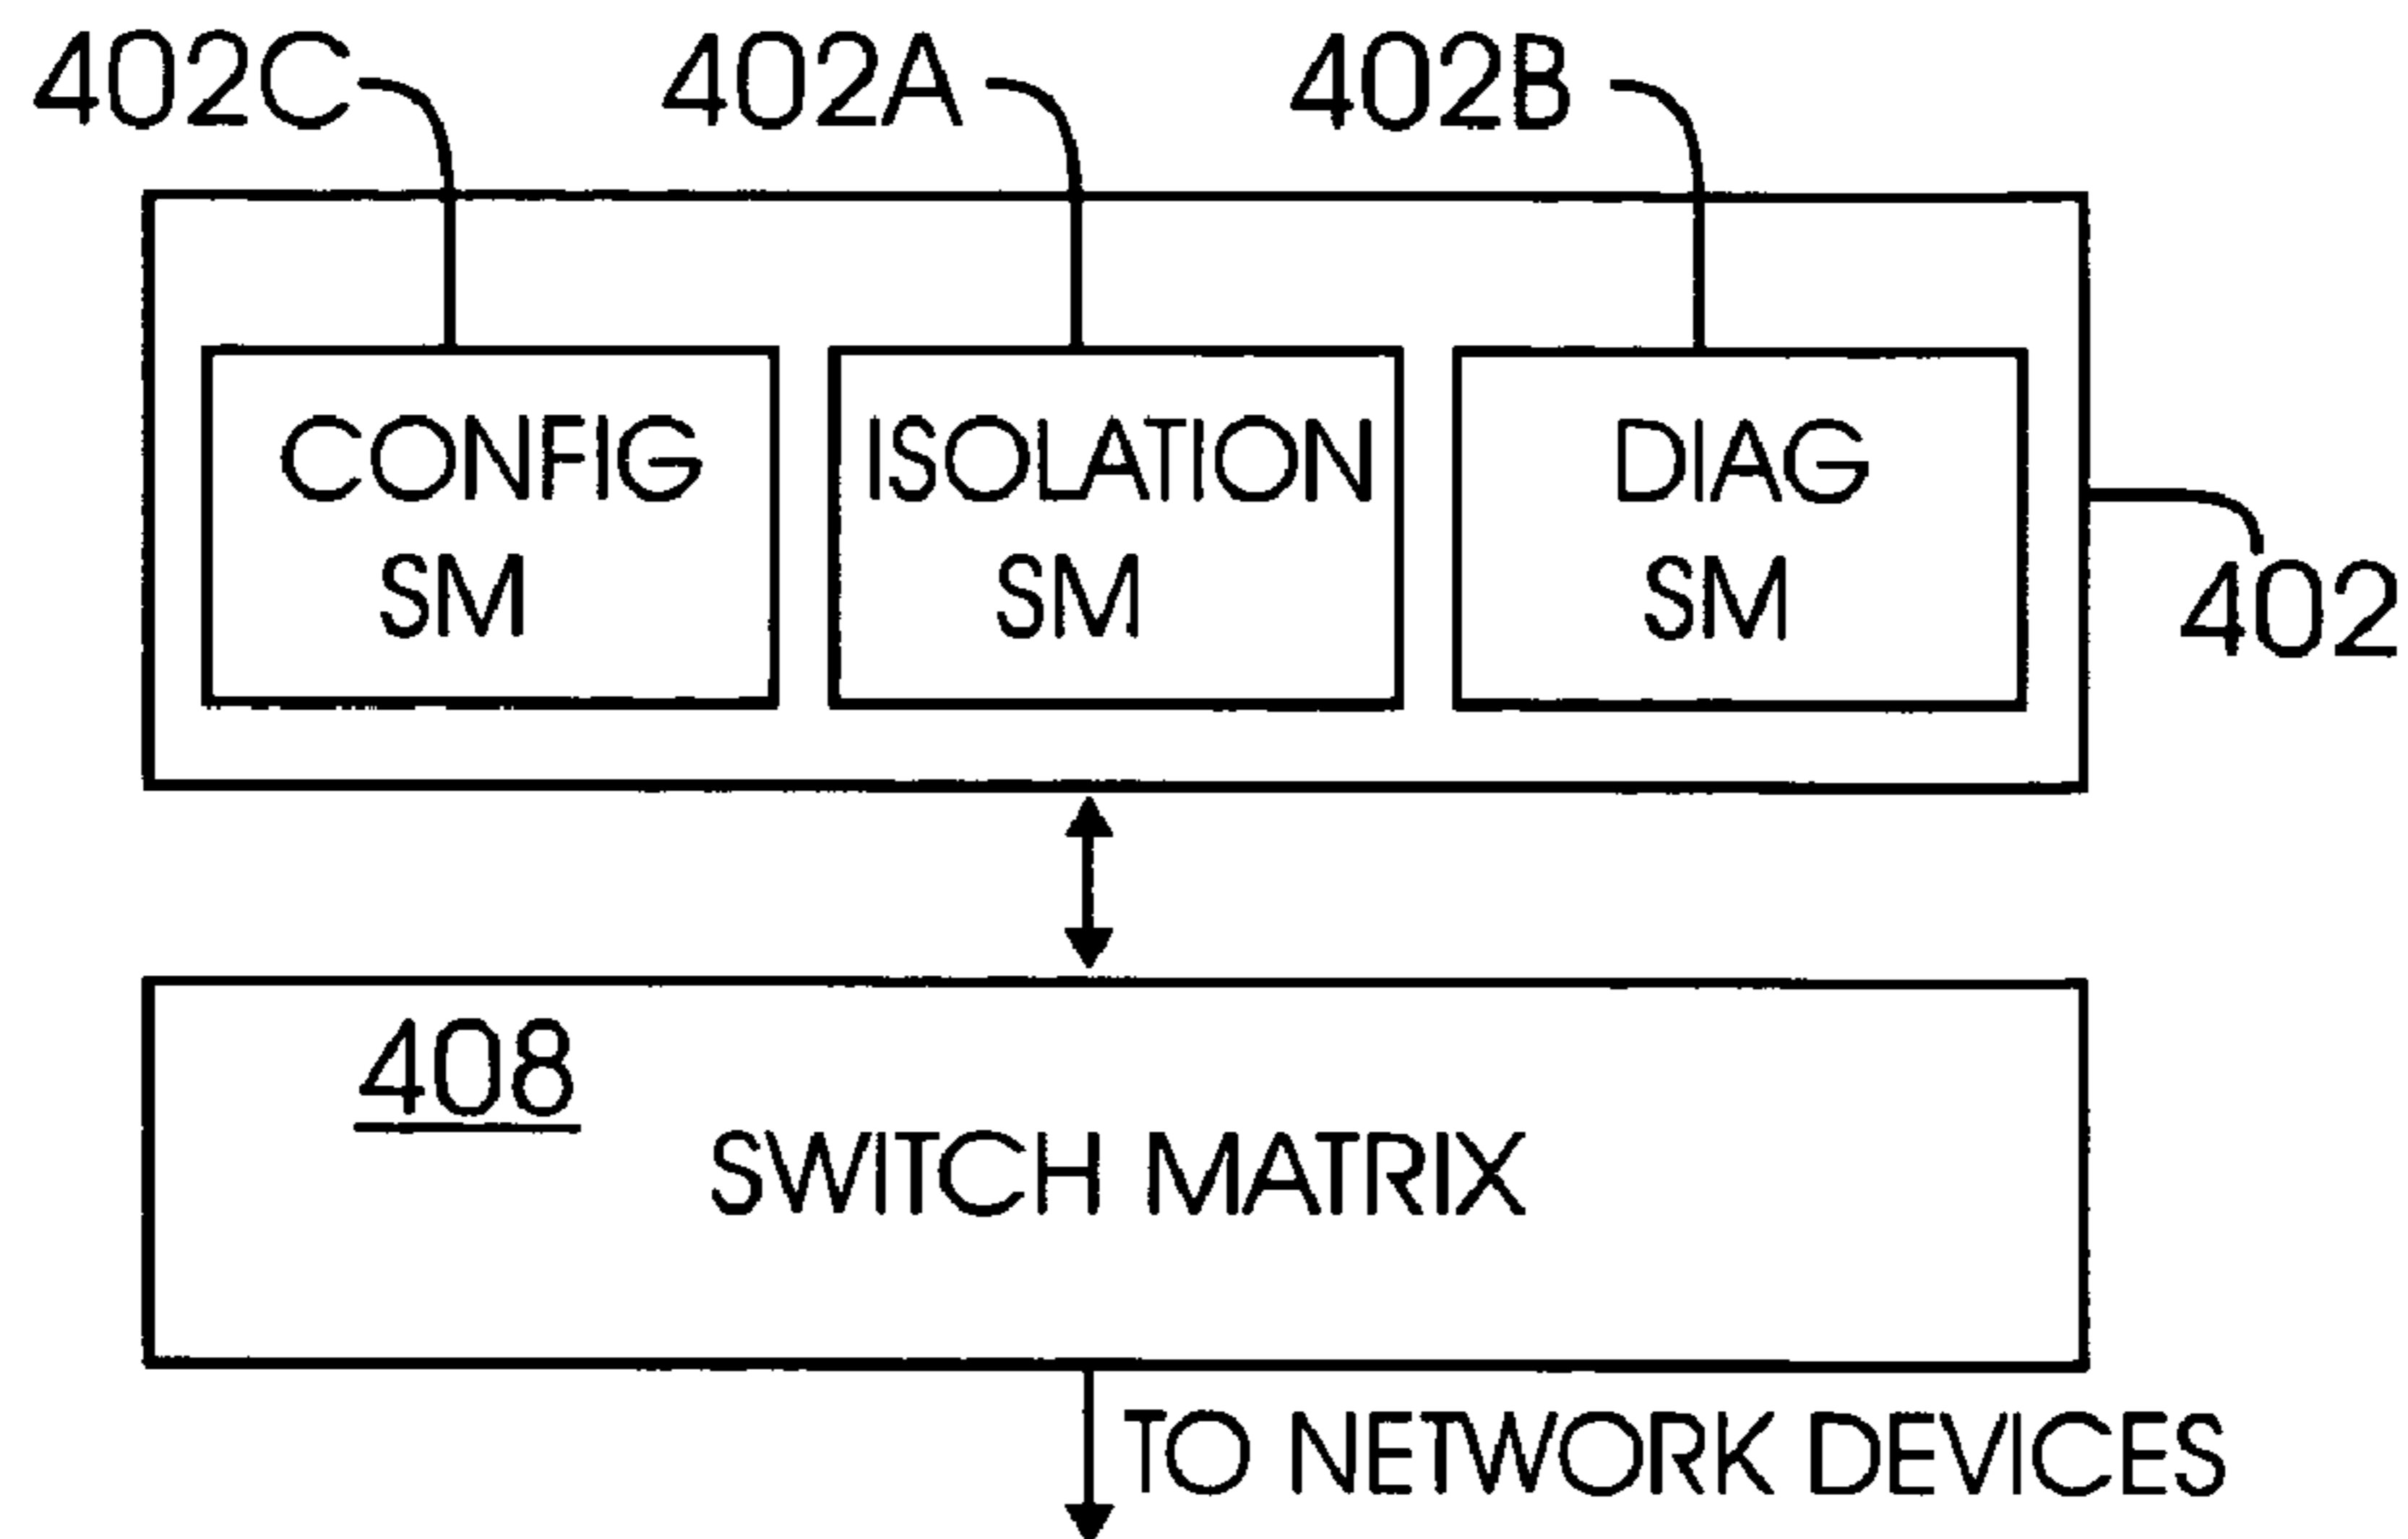 402C 402A 402B
CONFIG SM
ISOLATION SM
DIAG SM
402
408
SWITCH MATRIX
TO NETWORK DEVICES